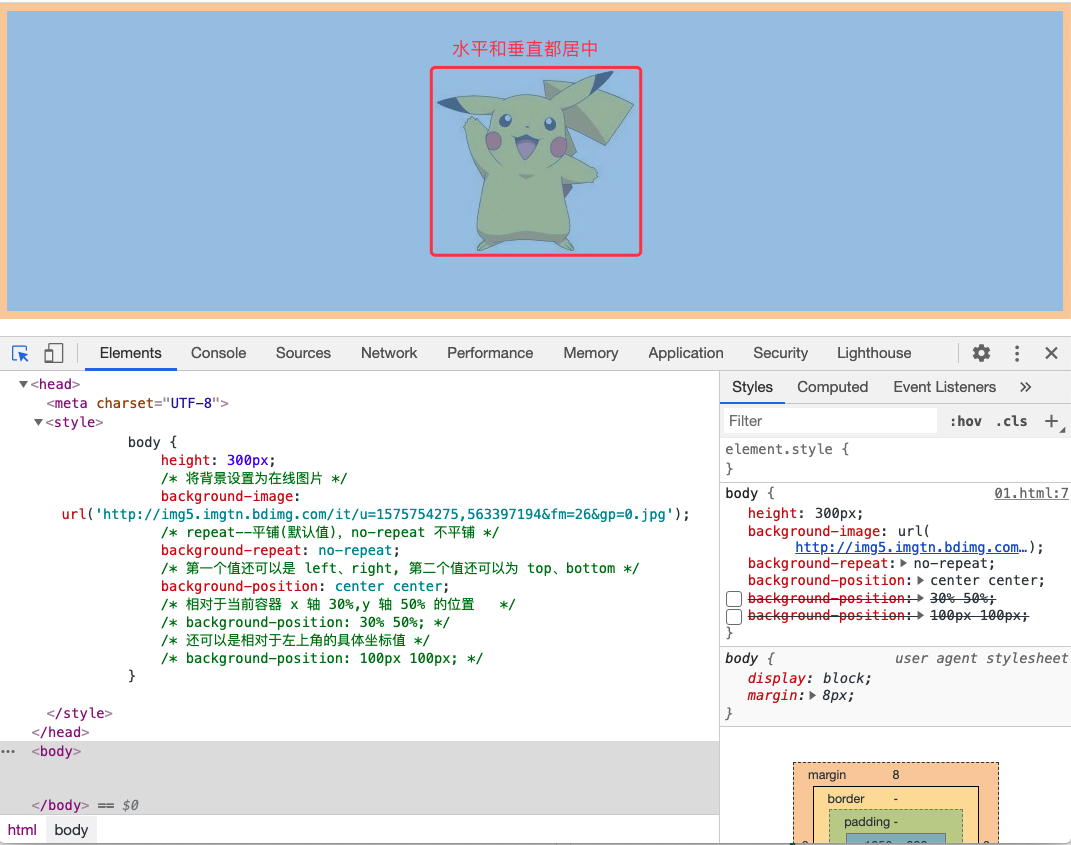 水平和垂直都居中
Elements Console Sources Network Performance Memory Application Security Lighthouse
<head>
<meta charset="UTF-8">
<style>
body {
height: 300px;
/* 将背景设置为在线图片 */
background-image:
url('http://img5.imgtn.bdimg.com/it/u=1575754275,563397194&fm=26&gp=0.jpg');
/* repeat--平铺(默认值)，no-repeat 不平铺 */
background-repeat: no-repeat;
/* 第一个值还可以是 left、right, 第二个值还可以为 top、bottom */
background-position: center center;
/* 相对于当前容器 x 轴 30%,y 轴 50% 的位置 */
/* background-position: 30% 50%; */
/* 还可以是相对于左上角的具体坐标值 */
/* background-position: 100px 100px; */
}
</style>
</head>
<body>
</body> == $0
html body
Styles Computed Event Listeners »
Filter :hov .cls +
element.style {
}
body { 01.html:7
height: 300px;
background-image: url(
http://img5.imgtn.bdimg.com…);
background-repeat: no-repeat;
background-position: center center;
background-position: 30% 50%;
background-position: 100px 100px;
}
body { user agent stylesheet
display: block;
margin: 8px;
}
margin 8
border -
padding -